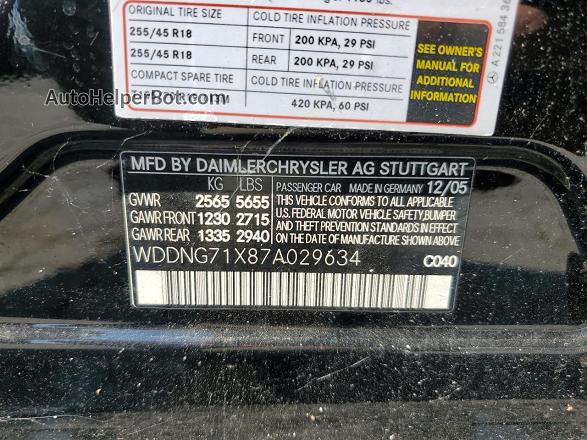 lbs.
ORIGINAL TIRE SIZE COLD TIRE INFLATION PRESSURE
255/45 R18 FRONT 200 KPA, 29 PSI
255/45 R18 REAR 200 KPA, 29 PSI
COMPACT SPARE TIRE COLD TIRE INFLATION PRESSURE
420 KPA, 60 PSI
SEE OWNER'S
MANUAL FOR
ADDITIONAL
INFORMATION
A 221 584 36
AutoHelperBot.com
MFD BY DAIMLERCHRYSLER AG STUTTGART
KG LBS PASSENGER CAR MADE IN GERMANY 12/05
GVWR 2565 5655 THIS VEHICLE CONFORMS TO ALL APPLICABLE
GAWR FRONT 1230 2715 U.S. FEDERAL MOTOR VEHICLE SAFETY, BUMPER
GAWR REAR 1335 2940 AND THEFT PREVENTION STANDARDS IN EFFECT
ON THE DATE OF MANUFACTURE SHOWN ABOVE.
WDDNG71X87A029634 C040